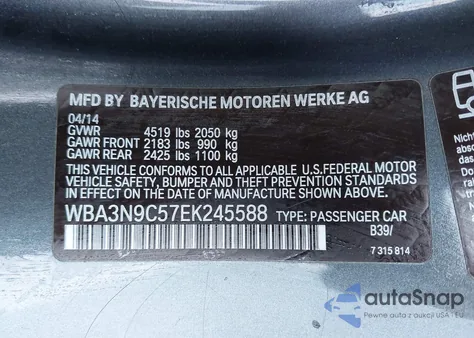 MFD BY BAYERISCHE MOTOREN WERKE AG
04/14
GVWR 4519 lbs 2050 kg
GAWR FRONT 2183 lbs 990 kg
GAWR REAR 2425 lbs 1100 kg
THIS VEHICLE CONFORMS TO ALL APPLICABLE U.S.FEDERAL MOTOR
VEHICLE SAFETY, BUMPER, AND THEFT PREVENTION STANDARDS IN
EFFECT ON THE DATE OF MANUFACTURE SHOWN ABOVE.
WBA3N9C57EK245588 TYPE: PASSENGER CAR
B39/
7 315 814
Nicht
absc
not
autoSnap
Pewne auta z aukcji USA i EU